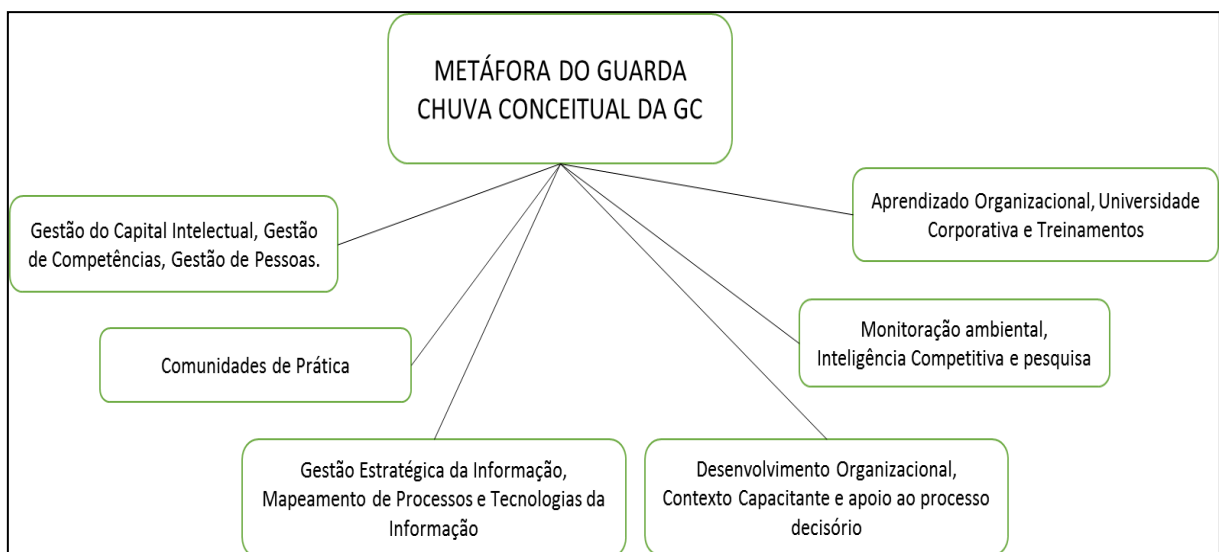 METÁFORA DO GUARDA
CHUVA CONCEITUAL DA GC
Gestão do Capital Intelectual, Gestão
de Competências, Gestão de Pessoas.
Aprendizado Organizacional, Universidade
Corporativa e Treinamentos
Comunidades de Prática
Monitoração ambiental,
Inteligência Competitiva e pesquisa
Gestão Estratégica da Informação,
Mapeamento de Processos e Tecnologias da
Informação
Desenvolvimento Organizacional,
Contexto Capacitante e apoio ao processo
decisório